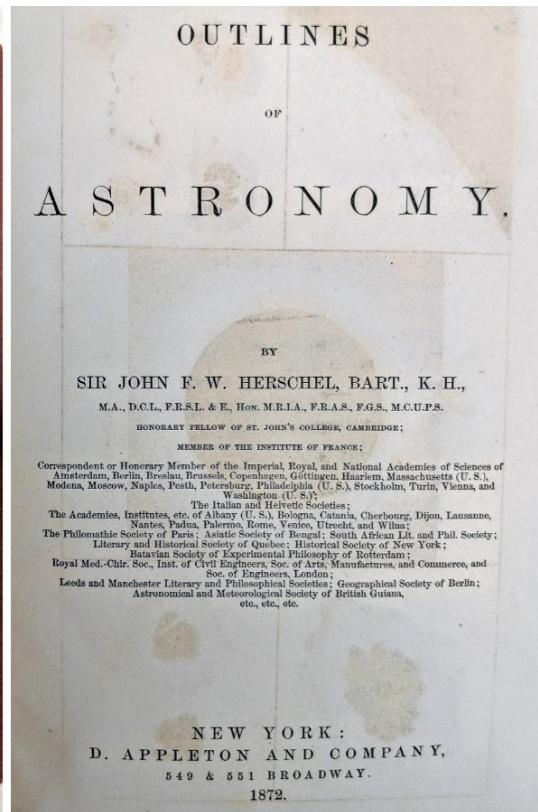 OUTLINES
OF
ASTRONOMY.
BY
SIR JOHN F. W. HERSCHEL, BART., K. H.,
M.A., D.C.L., F.R.S.L. & E., HON. M.R.I.A., F.R.A.S., F.G.S., M.C.U.P.S.
HONORARY FELLOW OF ST. JOHN'S COLLEGE, CAMBRIDGE;
MEMBER OF THE INSTITUTE OF FRANCE;
Correspondent or Honorary Member of the Imperial, Royal, and National Academies of Sciences of
Amsterdam, Berlin, Breslau, Brussels, Copenhagen, Göttingen, Haarlem, Massachusetts (U. S.),
Modena, Moscow, Naples, Pesth, Petersburg, Philadelphia (U. S.), Stockholm, Turin, Vienna, and
Washington (U. S.);
The Italian and Helvetic Societies;
The Academies, Institutes, etc. of Albany (U. S.), Bologna, Catania, Cherbourg, Dijon, Lausanne,
Nantes, Padua, Palermo, Rome, Venice, Utrecht, and Wilna;
The Philomathic Society of Paris; Asiatic Society of Bengal; South African Lit. and Phil. Society;
Literary and Historical Society of Quebec; Historical Society of New York;
Batavian Society of Experimental Philosophy of Rotterdam;
Royal Med.-Chir. Soc., Inst. of Civil Engineers, Soc. of Arts, Manufactures, and Commerce, and
Soc. of Engineers, London;
Leeds and Manchester Literary and Philosophical Societies; Geographical Society of Berlin;
Astronomical and Meteorological Society of British Guiana,
etc., etc., etc.
NEW YORK:
D. APPLETON AND COMPANY,
549 & 551 BROADWAY.
1872.